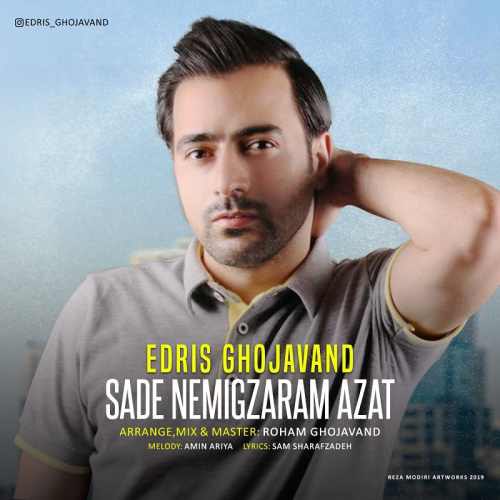 EDRIS_GHOJAVAND
EDRIS GHOJAVAND
SADE NEMIGZARAM AZAT
ARRANGE,MIX & MASTER: ROHAM GHOJAVAND
MELODY: AMIN ARIYA LYRICS: SAM SHARAFZADEH
REZA MODIRI ARTWORKS 2019